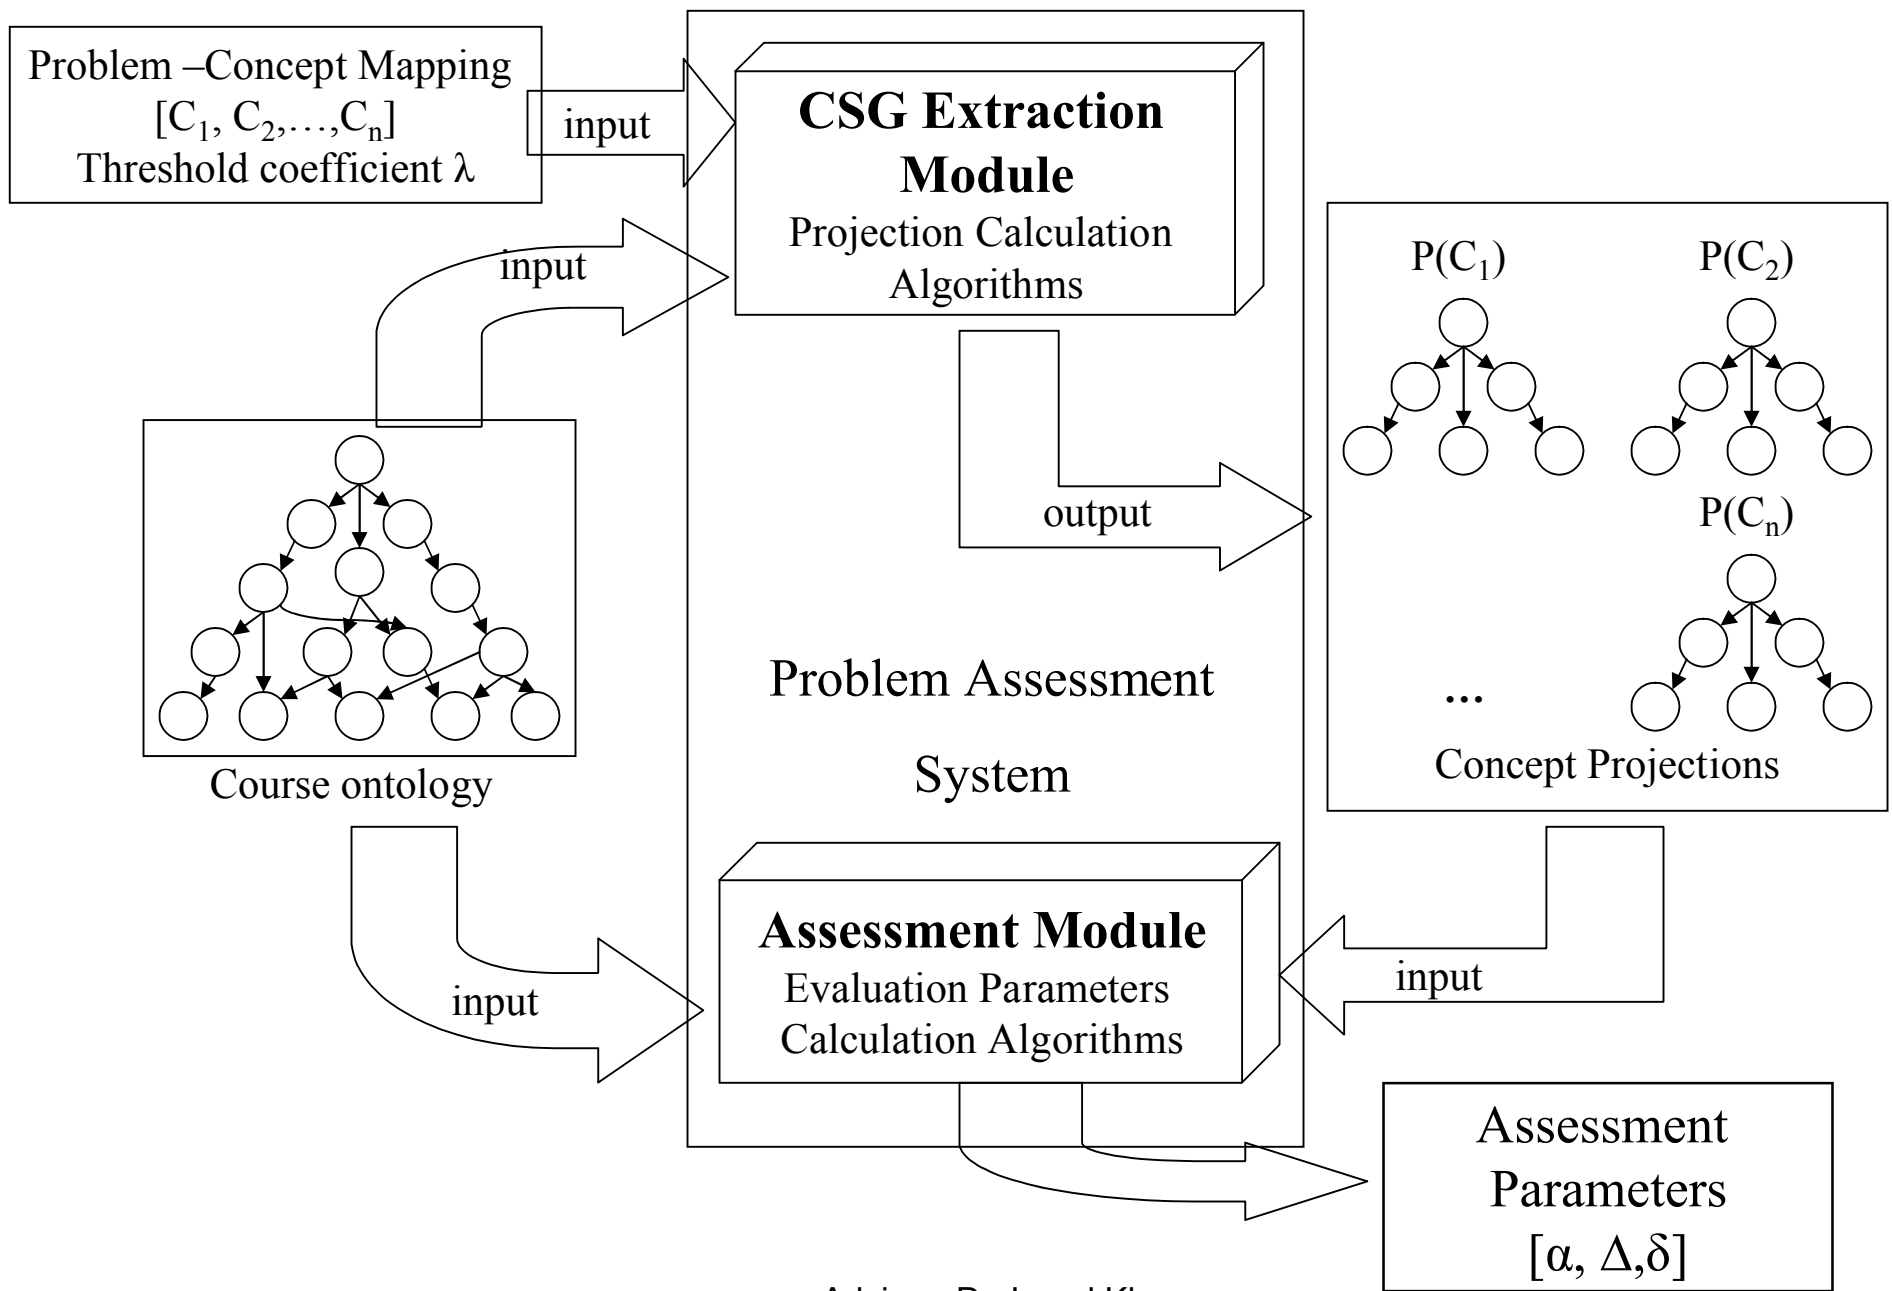 Problem –Concept Mapping
[C1, C2,…,Cn]
Threshold coefficient λ
input
CSG Extraction
Module
Projection Calculation
Algorithms
input
P(C1)
P(C2)
output
P(Cn)
...
Concept Projections
Problem Assessment
System
Course ontology
Assessment Module
Evaluation Parameters
Calculation Algorithms
input
input
Assessment
Parameters
[α, Δ,δ]